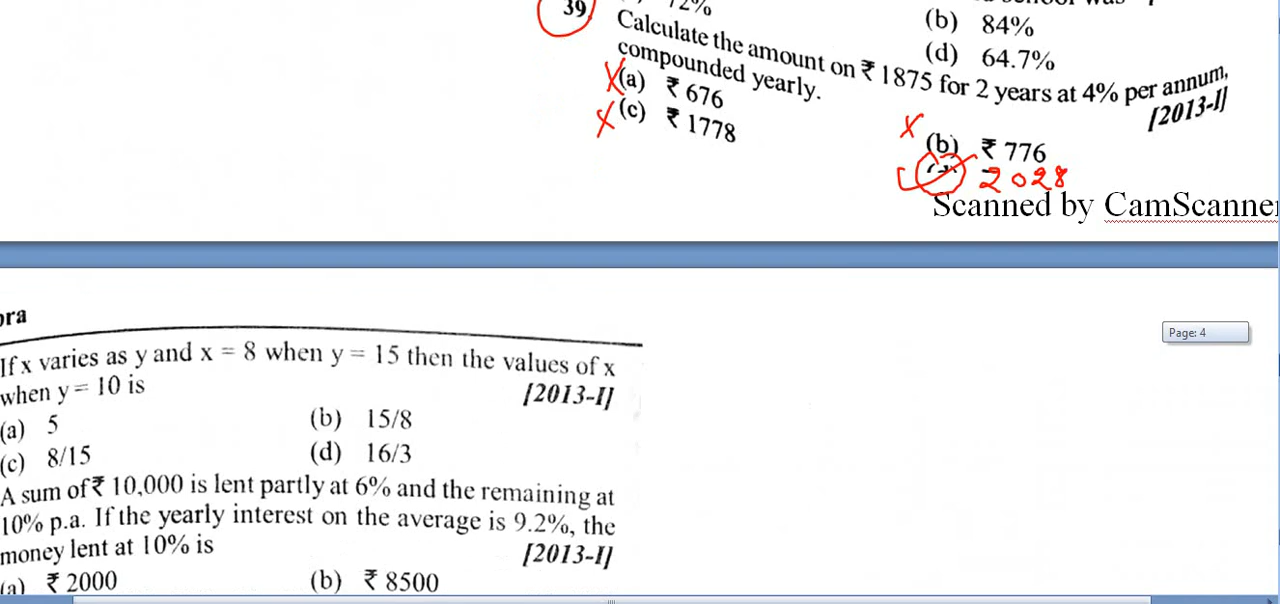 39
12%
(b) 84%
(d) 64.7%
Calculate the amount on ₹ 1875 for 2 years at 4% per annum,
compounded yearly.
[2013-I]
(a) ₹ 676
(b) ₹ 776
(c) ₹ 1778
2028
Scanned by CamScanner
ora
Page: 4
If x varies as y and x = 8 when y = 15 then the values of x
when y = 10 is
[2013-I]
(a) 5
(b) 15/8
(c) 8/15
(d) 16/3
A sum of ₹ 10,000 is lent partly at 6% and the remaining at
10% p.a. If the yearly interest on the average is 9.2%, the
money lent at 10% is
[2013-I]
(a) ₹ 2000
(b) ₹ 8500